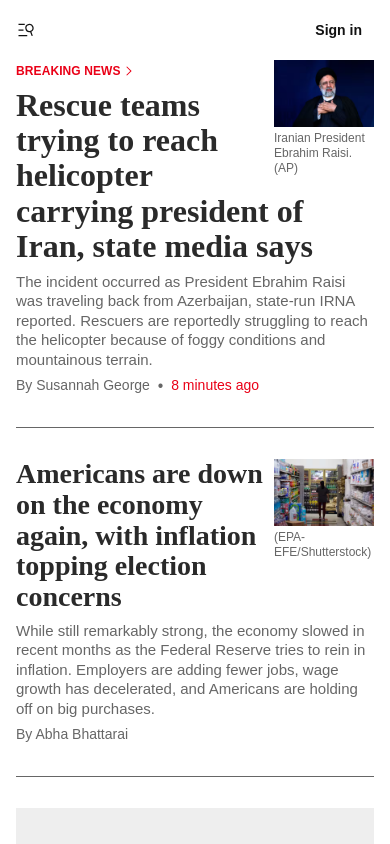 Sign in
BREAKING NEWS
Rescue teams
trying to reach
helicopter
carrying president of
Iran, state media says
Iranian President
Ebrahim Raisi.
(AP)
The incident occurred as President Ebrahim Raisi
was traveling back from Azerbaijan, state-run IRNA
reported. Rescuers are reportedly struggling to reach
the helicopter because of foggy conditions and
mountainous terrain.
By Susannah George • 8 minutes ago
Americans are down
on the economy
again, with inflation
topping election
concerns
(EPA-
EFE/Shutterstock)
While still remarkably strong, the economy slowed in
recent months as the Federal Reserve tries to rein in
inflation. Employers are adding fewer jobs, wage
growth has decelerated, and Americans are holding
off on big purchases.
By Abha Bhattarai